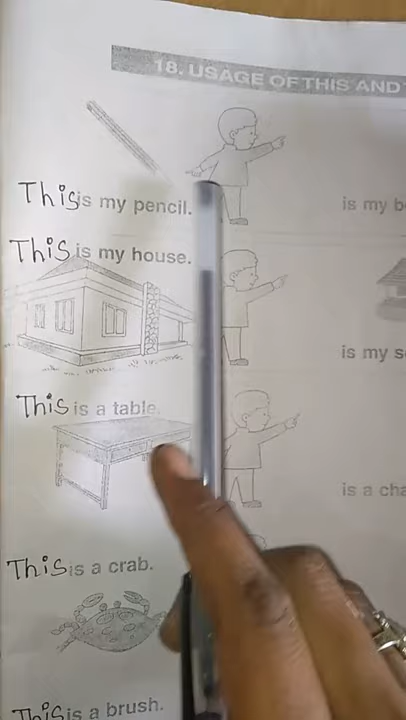 18. USAGE OF THIS AND
This is my pencil.
is my b
This is my house.
is my s
This is a table.
is a cha
This is a crab.
This is a brush.